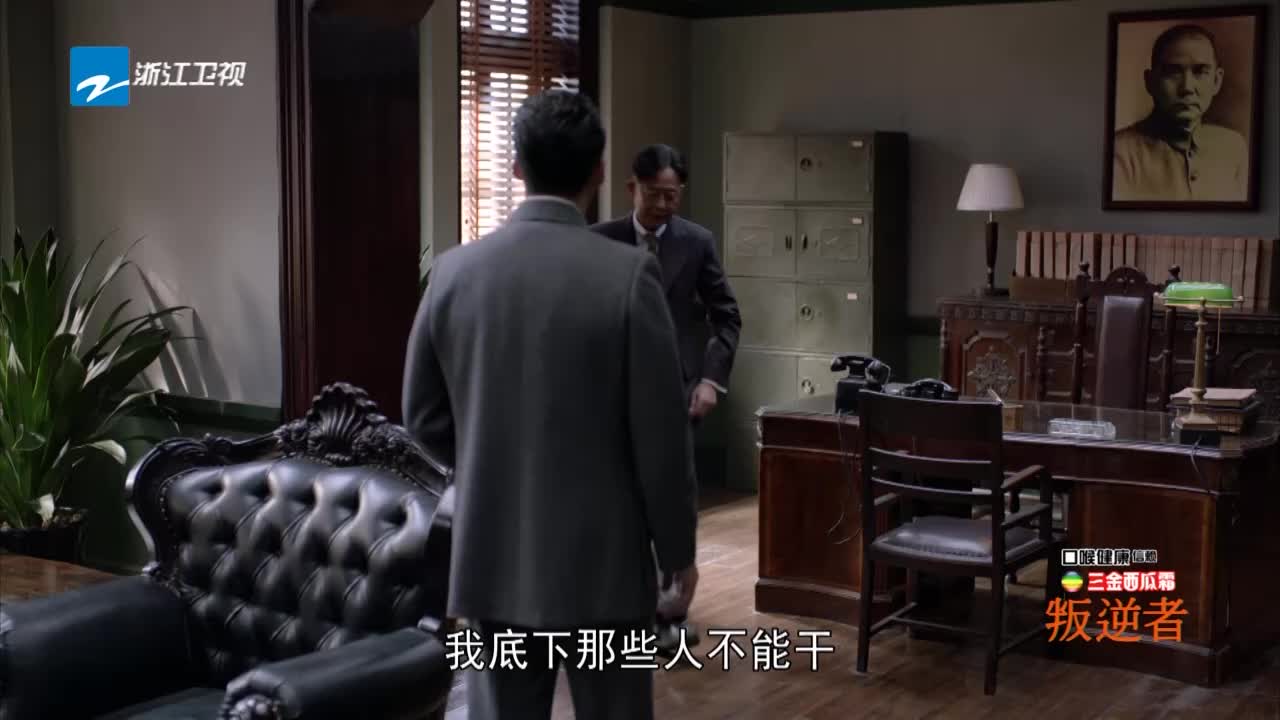 浙江卫视
口喉健康信赖
三金西瓜霜
叛逆者
我底下那些人不能干